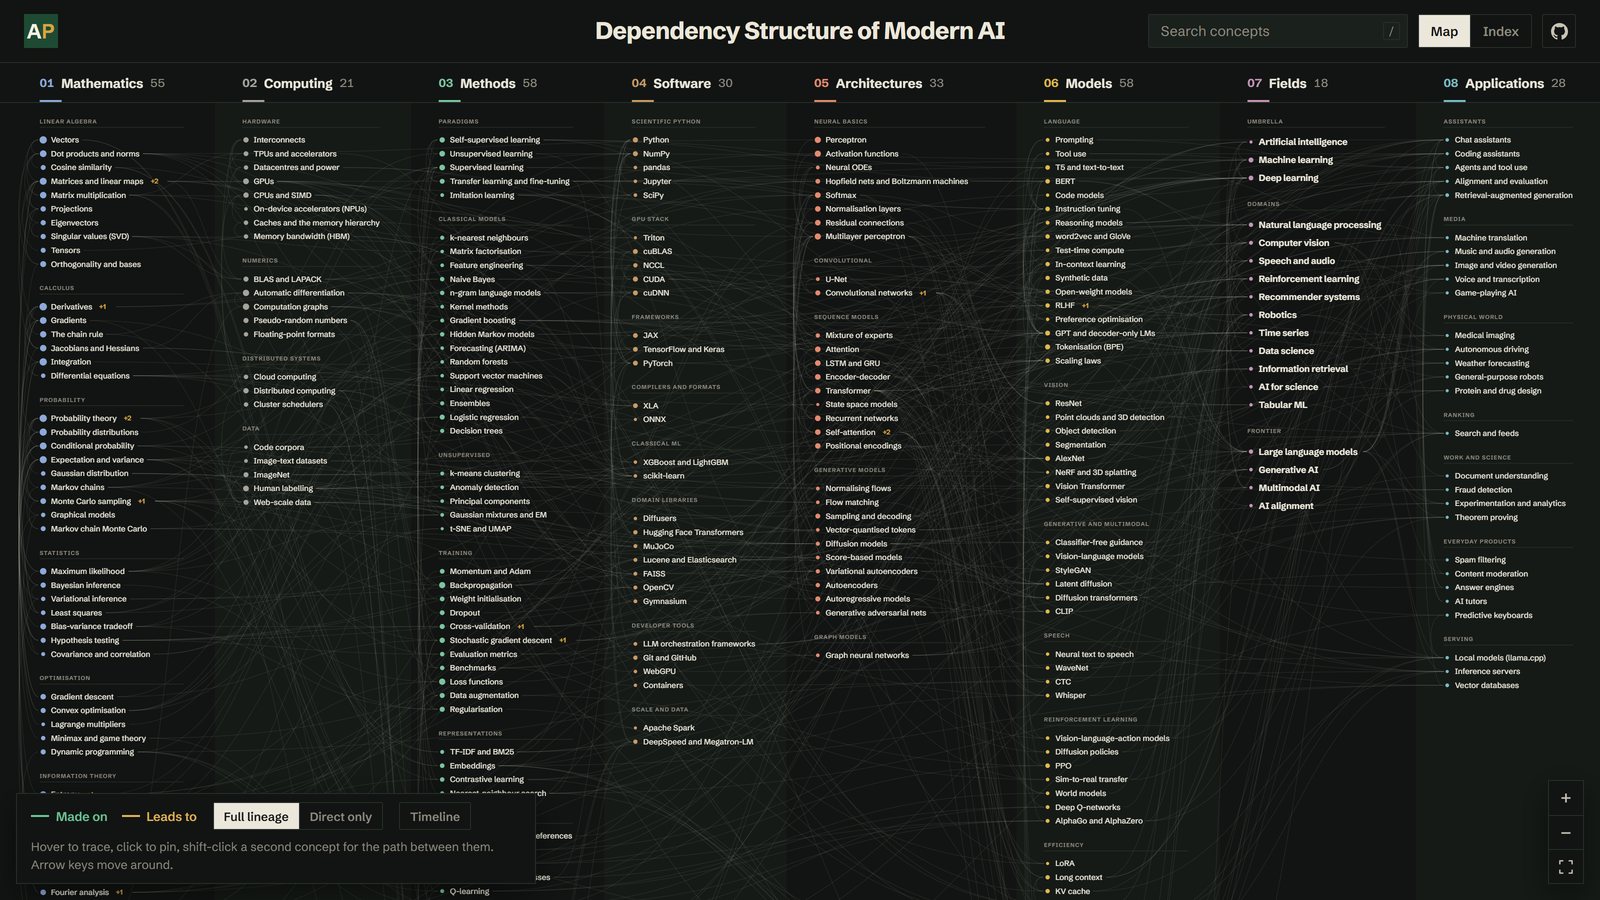 AP
Dependency Structure of Modern AI
Search concepts /
Map
Index
01 Mathematics 55
02 Computing 21
03 Methods 58
04 Software 30
05 Architectures 33
06 Models 58
07 Fields 18
08 Applications 28
LINEAR ALGEBRA
Vectors
Dot products and norms
Cosine similarity
Matrices and linear maps +2
Matrix multiplication
Projections
Eigenvectors
Singular values (SVD)
Tensors
Orthogonality and bases
CALCULUS
Derivatives +1
Gradients
The chain rule
Jacobians and Hessians
Integration
Differential equations
PROBABILITY
Probability theory +2
Probability distributions
Conditional probability
Expectation and variance
Gaussian distribution
Markov chains
Monte Carlo sampling +1
Graphical models
Markov chain Monte Carlo
STATISTICS
Maximum likelihood
Bayesian inference
Variational inference
Least squares
Bias-variance tradeoff
Hypothesis testing
Covariance and correlation
OPTIMISATION
Gradient descent
Convex optimisation
Lagrange multipliers
Minimax and game theory
Dynamic programming
INFORMATION THEORY
Fourier analysis +1
HARDWARE
Interconnects
TPUs and accelerators
Datacentres and power
GPUs
CPUs and SIMD
On-device accelerators (NPUs)
Caches and the memory hierarchy
Memory bandwidth (HBM)
NUMERICS
BLAS and LAPACK
Automatic differentiation
Computation graphs
Pseudo-random numbers
Floating-point formats
DISTRIBUTED SYSTEMS
Cloud computing
Distributed computing
Cluster schedulers
DATA
Code corpora
Image-text datasets
ImageNet
Human labelling
Web-scale data
PARADIGMS
Self-supervised learning
Unsupervised learning
Supervised learning
Transfer learning and fine-tuning
Imitation learning
CLASSICAL MODELS
k-nearest neighbours
Matrix factorisation
Feature engineering
Naive Bayes
n-gram language models
Kernel methods
Gradient boosting
Hidden Markov models
Forecasting (ARIMA)
Random forests
Support vector machines
Linear regression
Ensembles
Logistic regression
Decision trees
UNSUPERVISED
k-means clustering
Anomaly detection
Principal components
Gaussian mixtures and EM
t-SNE and UMAP
TRAINING
Momentum and Adam
Backpropagation
Weight initialisation
Dropout
Cross-validation +1
Stochastic gradient descent +1
Evaluation metrics
Benchmarks
Loss functions
Data augmentation
Regularisation
REPRESENTATIONS
TF-IDF and BM25
Embeddings
Contrastive learning
Nearest-neighbour search
eferences
sses
Q-learning
SCIENTIFIC PYTHON
Python
NumPy
pandas
Jupyter
SciPy
GPU STACK
Triton
cuBLAS
NCCL
CUDA
cuDNN
FRAMEWORKS
JAX
TensorFlow and Keras
PyTorch
COMPILERS AND FORMATS
XLA
ONNX
CLASSICAL ML
XGBoost and LightGBM
scikit-learn
DOMAIN LIBRARIES
Diffusers
Hugging Face Transformers
MuJoCo
Lucene and Elasticsearch
FAISS
OpenCV
Gymnasium
DEVELOPER TOOLS
LLM orchestration frameworks
Git and GitHub
WebGPU
Containers
SCALE AND DATA
Apache Spark
DeepSpeed and Megatron-LM
NEURAL BASICS
Perceptron
Activation functions
Neural ODEs
Hopfield nets and Boltzmann machines
Softmax
Normalisation layers
Residual connections
Multilayer perceptron
CONVOLUTIONAL
U-Net
Convolutional networks +1
SEQUENCE MODELS
Mixture of experts
Attention
LSTM and GRU
Encoder-decoder
Transformer
State space models
Recurrent networks
Self-attention +2
Positional encodings
GENERATIVE MODELS
Normalising flows
Flow matching
Sampling and decoding
Vector-quantised tokens
Diffusion models
Score-based models
Variational autoencoders
Autoencoders
Autoregressive models
Generative adversarial nets
GRAPH MODELS
Graph neural networks
LANGUAGE
Prompting
Tool use
T5 and text-to-text
BERT
Code models
Instruction tuning
Reasoning models
word2vec and GloVe
Test-time compute
In-context learning
Synthetic data
Open-weight models
RLHF +1
Preference optimisation
GPT and decoder-only LMs
Tokenisation (BPE)
Scaling laws
VISION
ResNet
Point clouds and 3D detection
Object detection
Segmentation
AlexNet
NeRF and 3D splatting
Vision Transformer
Self-supervised vision
GENERATIVE AND MULTIMODAL
Classifier-free guidance
Vision-language models
StyleGAN
Latent diffusion
Diffusion transformers
CLIP
SPEECH
Neural text to speech
WaveNet
CTC
Whisper
REINFORCEMENT LEARNING
Vision-language-action models
Diffusion policies
PPO
Sim-to-real transfer
World models
Deep Q-networks
AlphaGo and AlphaZero
EFFICIENCY
LoRA
Long context
KV cache
UMBRELLA
Artificial intelligence
Machine learning
Deep learning
DOMAINS
Natural language processing
Computer vision
Speech and audio
Reinforcement learning
Recommender systems
Robotics
Time series
Data science
Information retrieval
AI for science
Tabular ML
FRONTIER
Large language models
Generative AI
Multimodal AI
AI alignment
ASSISTANTS
Chat assistants
Coding assistants
Agents and tool use
Alignment and evaluation
Retrieval-augmented generation
MEDIA
Machine translation
Music and audio generation
Image and video generation
Voice and transcription
Game-playing AI
PHYSICAL WORLD
Medical imaging
Autonomous driving
Weather forecasting
General-purpose robots
Protein and drug design
RANKING
Search and feeds
WORK AND SCIENCE
Document understanding
Fraud detection
Experimentation and analytics
Theorem proving
EVERYDAY PRODUCTS
Spam filtering
Content moderation
Answer engines
AI tutors
Predictive keyboards
SERVING
Local models (llama.cpp)
Inference servers
Vector databases
Made on
Leads to
Full lineage
Direct only
Timeline
Hover to trace, click to pin, shift-click a second concept for the path between them.
Arrow keys move around.
+
−